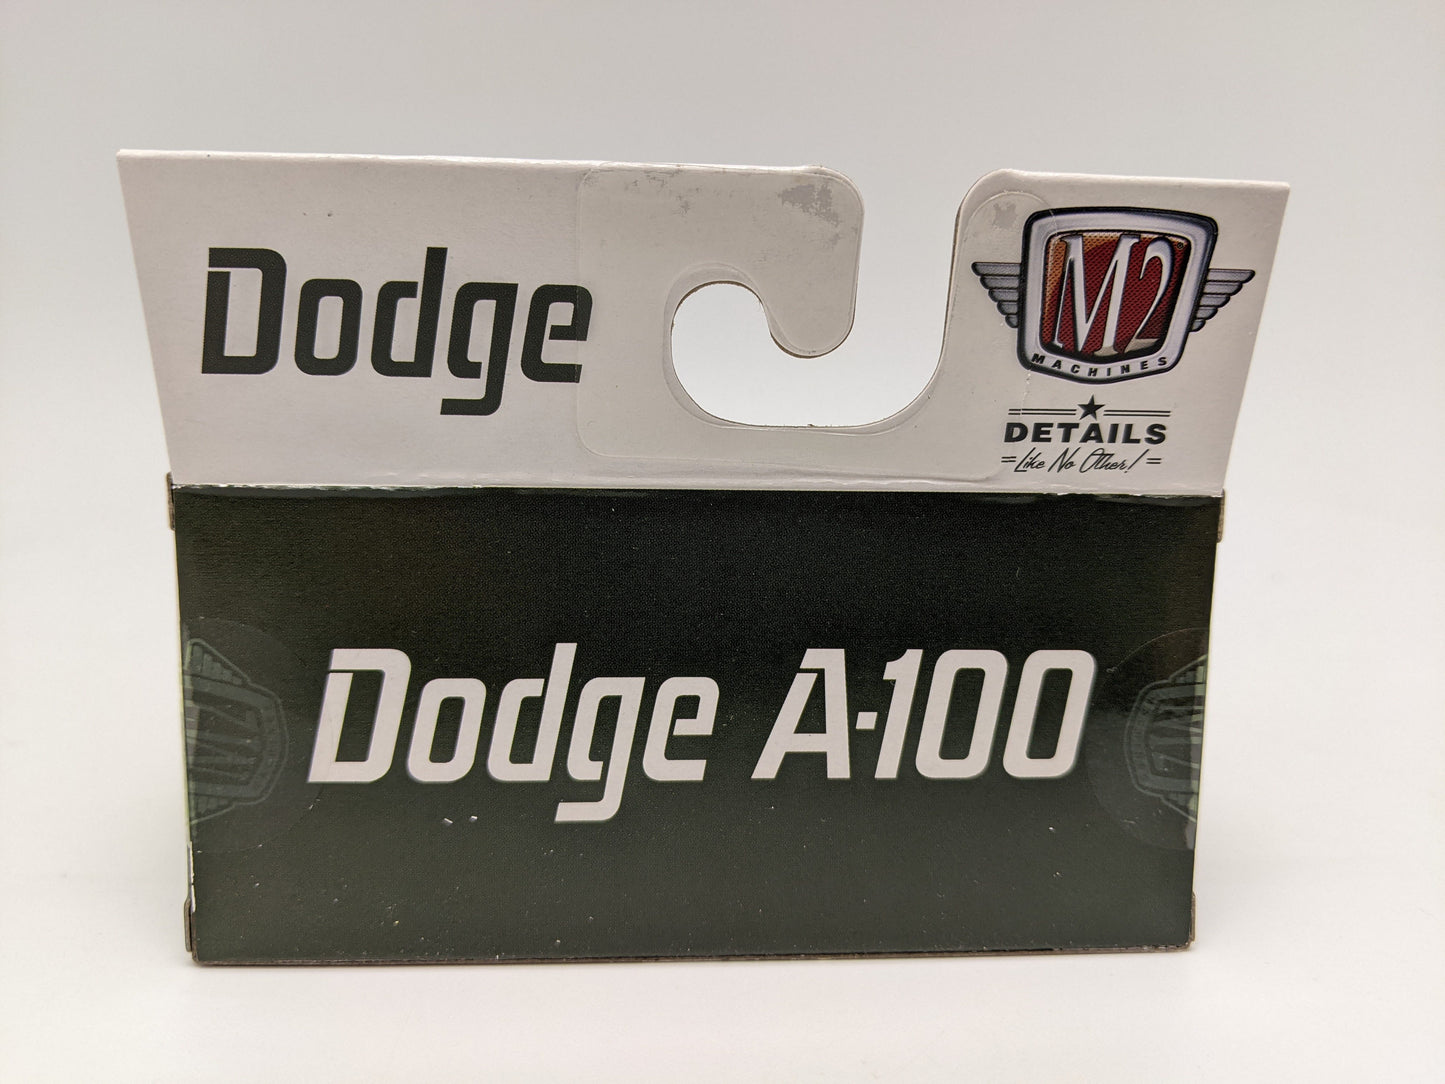 Dodge
M2
MACHINES
DETAILS
Like No Other!
Dodge A-100